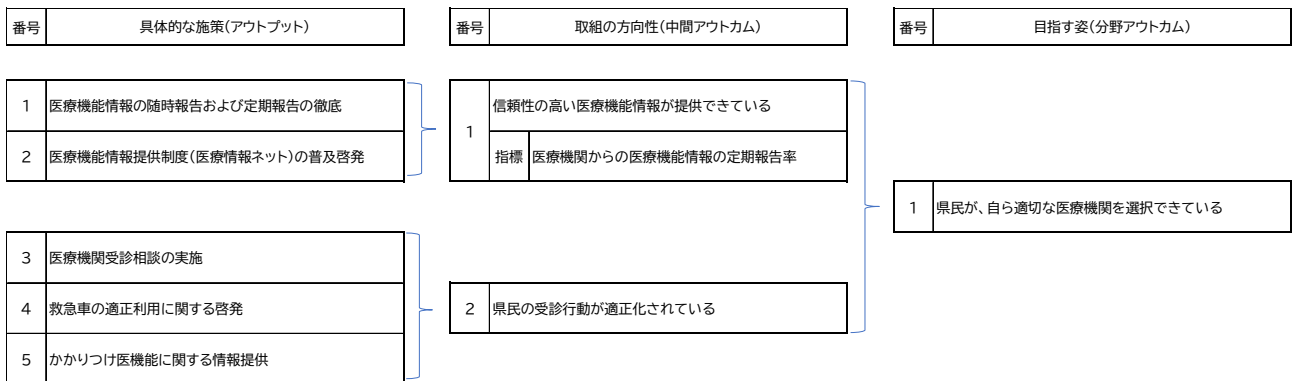 番号 具体的な施策(アウトプット) 番号 取組の方向性(中間アウトカム) 番号 目指す姿(分野アウトカム)
1 医療機能情報の随時報告および定期報告の徹底
2 医療機能情報提供制度(医療情報ネット)の普及啓発
1 信頼性の高い医療機能情報が提供できている
指標 医療機関からの医療機能情報の定期報告率
3 医療機関受診相談の実施
4 救急車の適正利用に関する啓発
5 かかりつけ医機能に関する情報提供
2 県民の受診行動が適正化されている
1 県民が、自ら適切な医療機関を選択できている